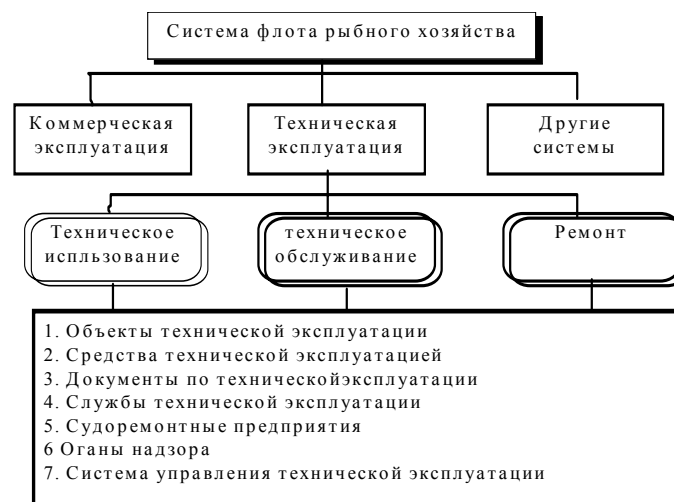 Система флота рыбного хозяйства
Коммерческая
эксплуатация
Техническая
эксплуатация
Другие
системы
Техническое
испльзование
техническое
обслуживание
Ремонт
1. Объекты технической эксплуатации
2. Средства технической эксплуатацией
3. Документы по техническойэксплуатации
4. Службы технической эксплуатации
5. Судоремонтные предприятия
6 Оганы надзора
7. Система управления технической эксплуатации